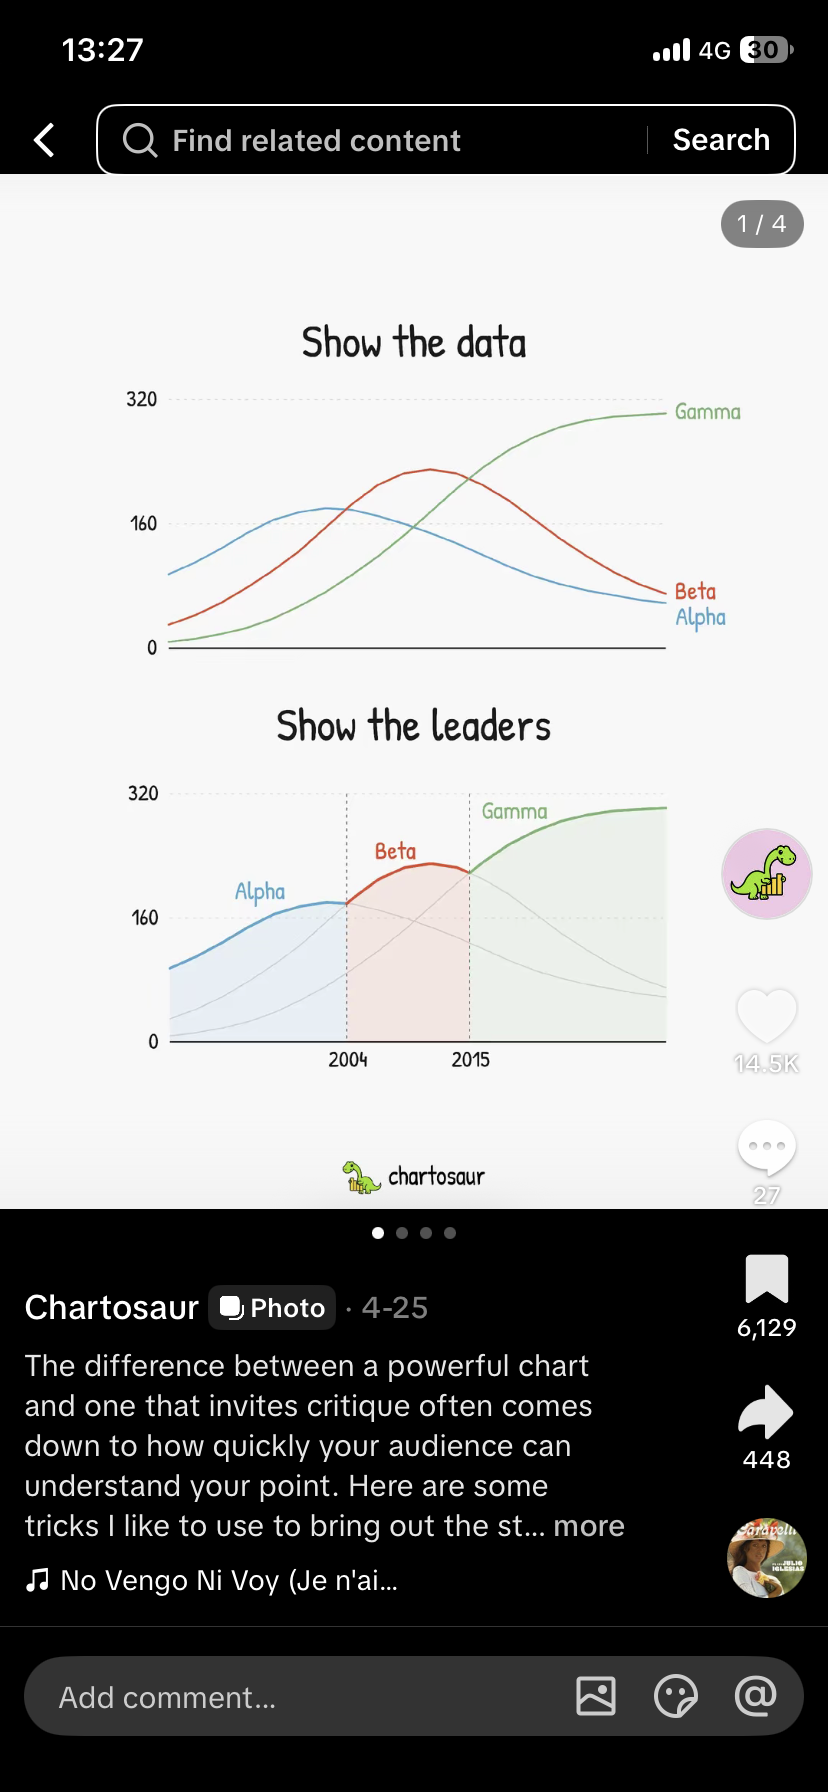 13:27
4G 30
Find related content
Search
1 / 4
Show the data
320
Gamma
160
Beta
Alpha
0
Show the leaders
320
Gamma
Beta
Alpha
160
0
2004 2015
14.5K
27
chartosaur
Chartosaur Photo · 4-25
The difference between a powerful chart
and one that invites critique often comes
down to how quickly your audience can
understand your point. Here are some
tricks I like to use to bring out the st... more
No Vengo Ni Voy (Je n'ai...
6,129
448
JULIO
IGLESIAS
Add comment...